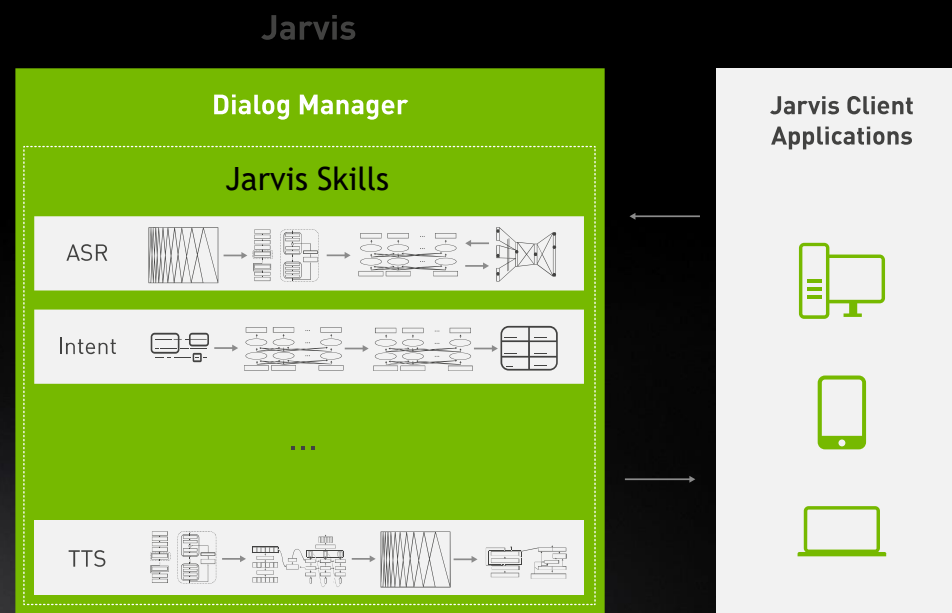 Jarvis
Dialog Manager
Jarvis Skills
ASR
Intent
...
TTS
Jarvis Client
Applications